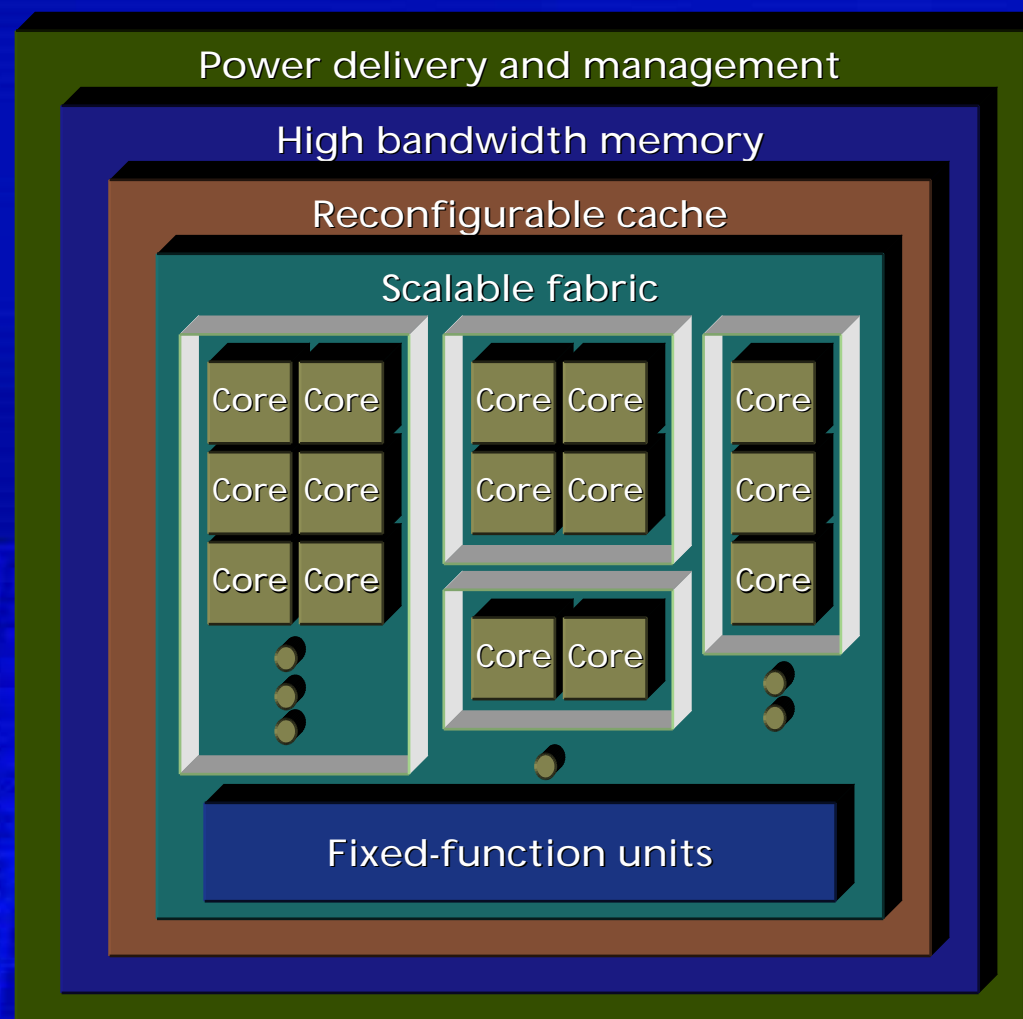 Power delivery and management
High bandwidth memory
Reconfigurable cache
Scalable fabric
Core Core Core Core Core
Core Core Core Core Core
Core Core Core
Core Core
Fixed-function units